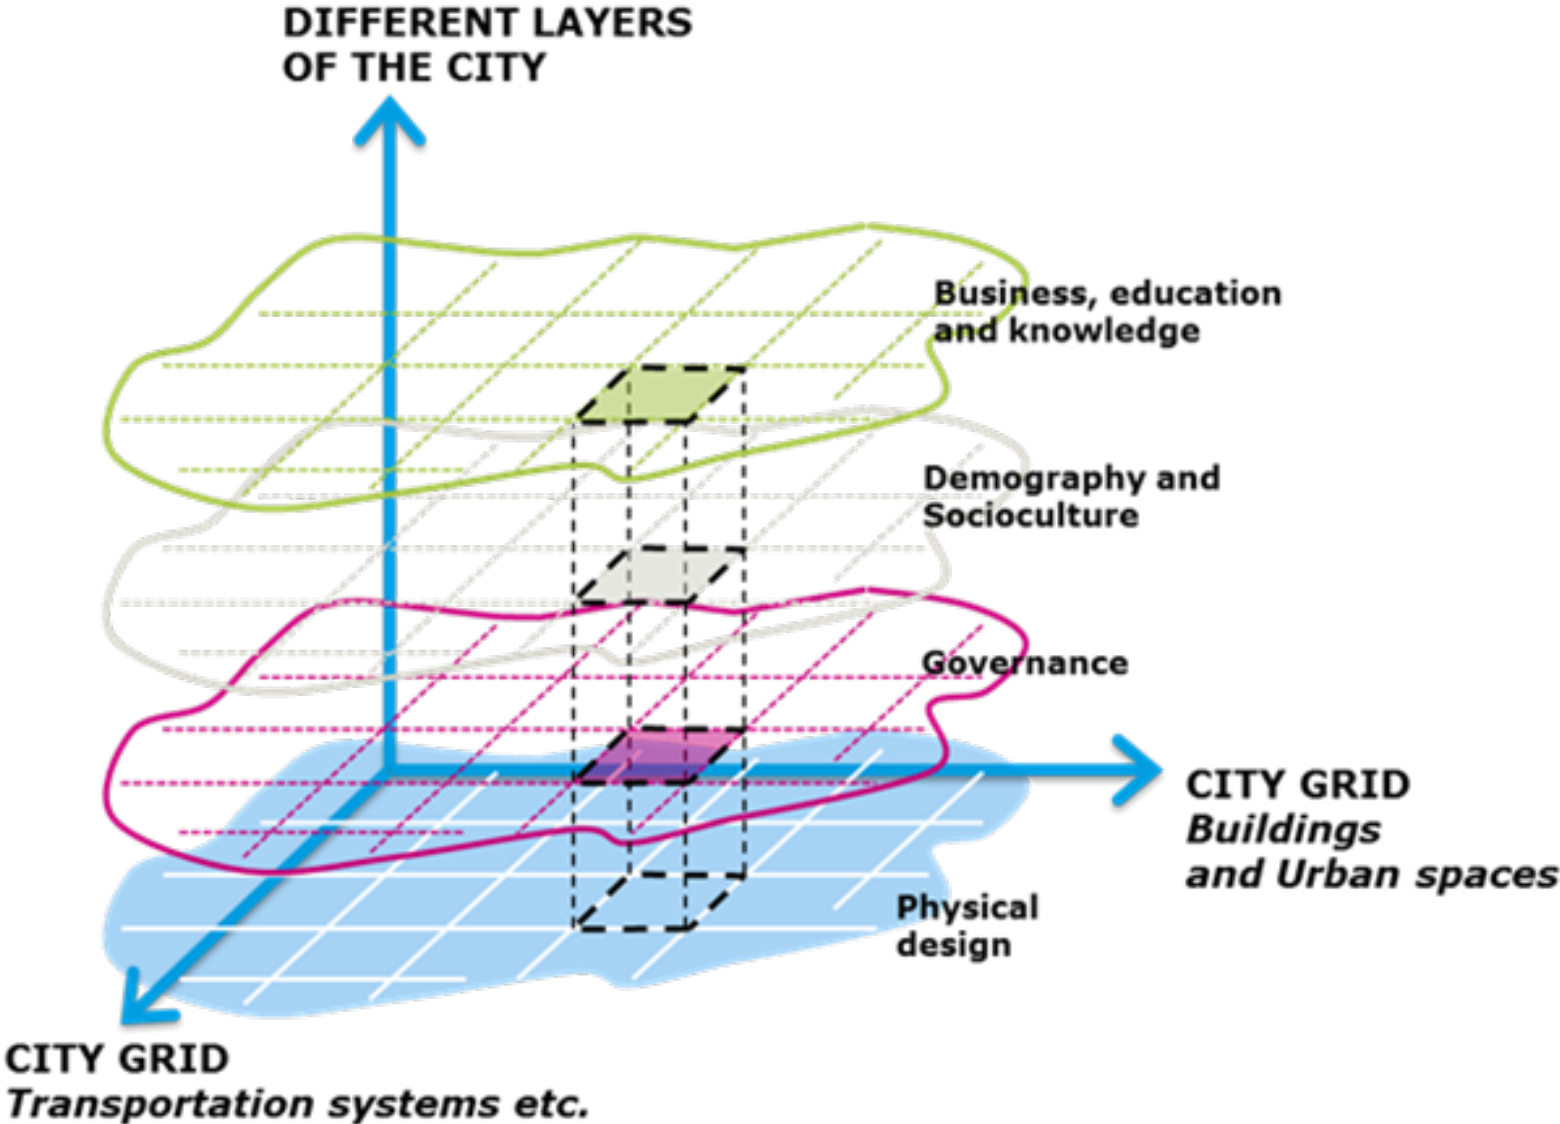 DIFFERENT LAYERS
OF THE CITY
Business, education
and knowledge
Demography and
Socioculture
Governance
CITY GRID
Buildings
and Urban spaces
Physical
design
CITY GRID
Transportation systems etc.